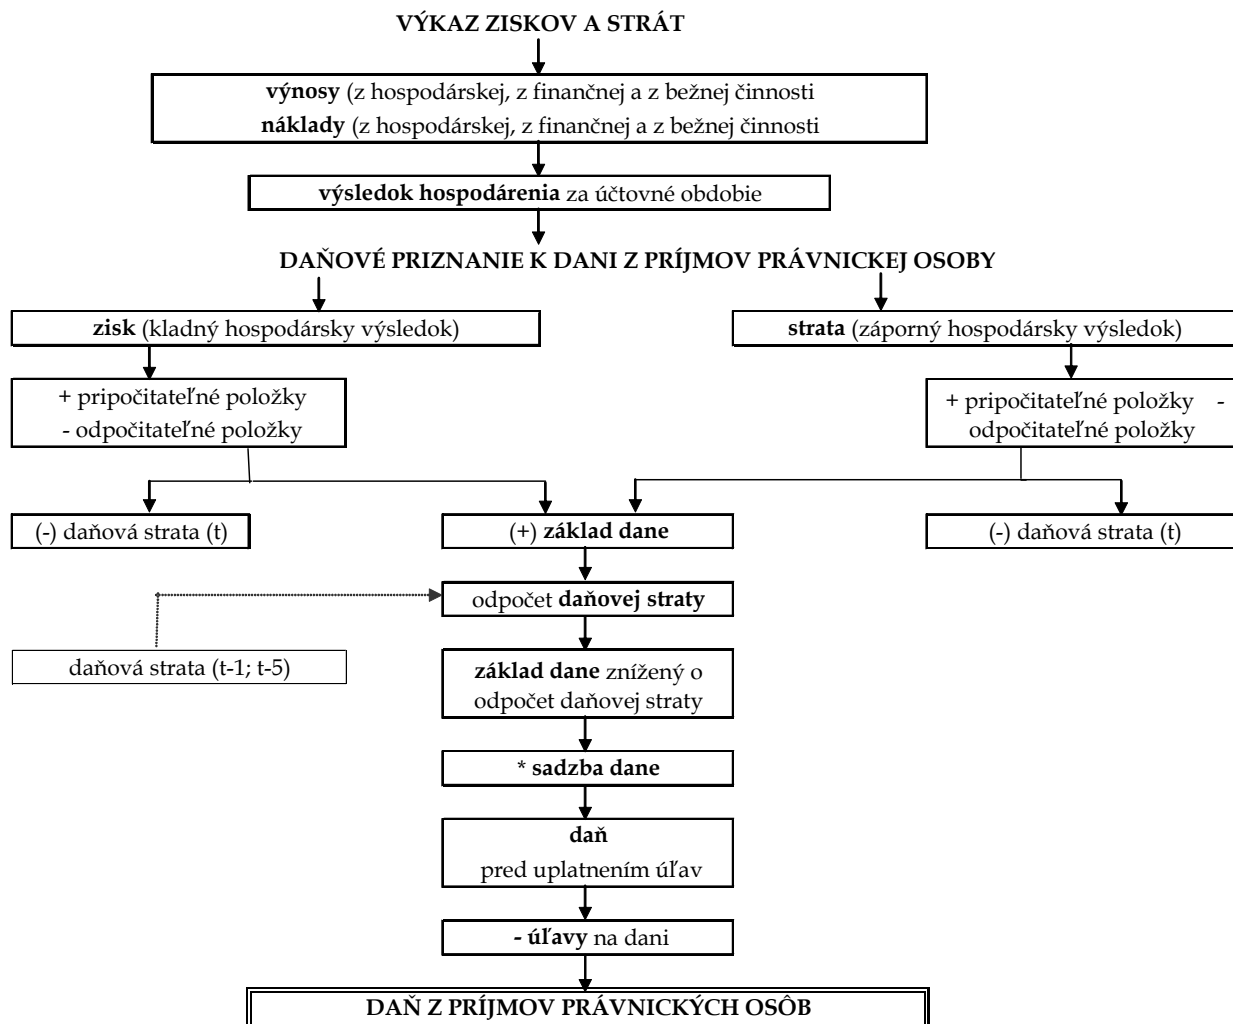 VÝKAZ ZISKOV A STRÁT
výnosy (z hospodárskej, z finančnej a z bežnej činnosti
náklady (z hospodárskej, z finančnej a z bežnej činnosti
výsledok hospodárenia za účtovné obdobie
DAŇOVÉ PRIZNANIE K DANI Z PRÍJMOV PRÁVNICKEJ OSOBY
zisk (kladný hospodársky výsledok)
strata (záporný hospodársky výsledok)
+ pripočitateľné položky
- odpočitateľné položky
+ pripočitateľné položky -
odpočitateľné položky
(-) daňová strata (t)
(+) základ dane
(-) daňová strata (t)
odpočet daňovej straty
daňová strata (t-1; t-5)
základ dane znížený o
odpočet daňovej straty
* sadzba dane
daň
pred uplatnením úľav
- úľavy na dani
DAŇ Z PRÍJMOV PRÁVNICKÝCH OSÔB